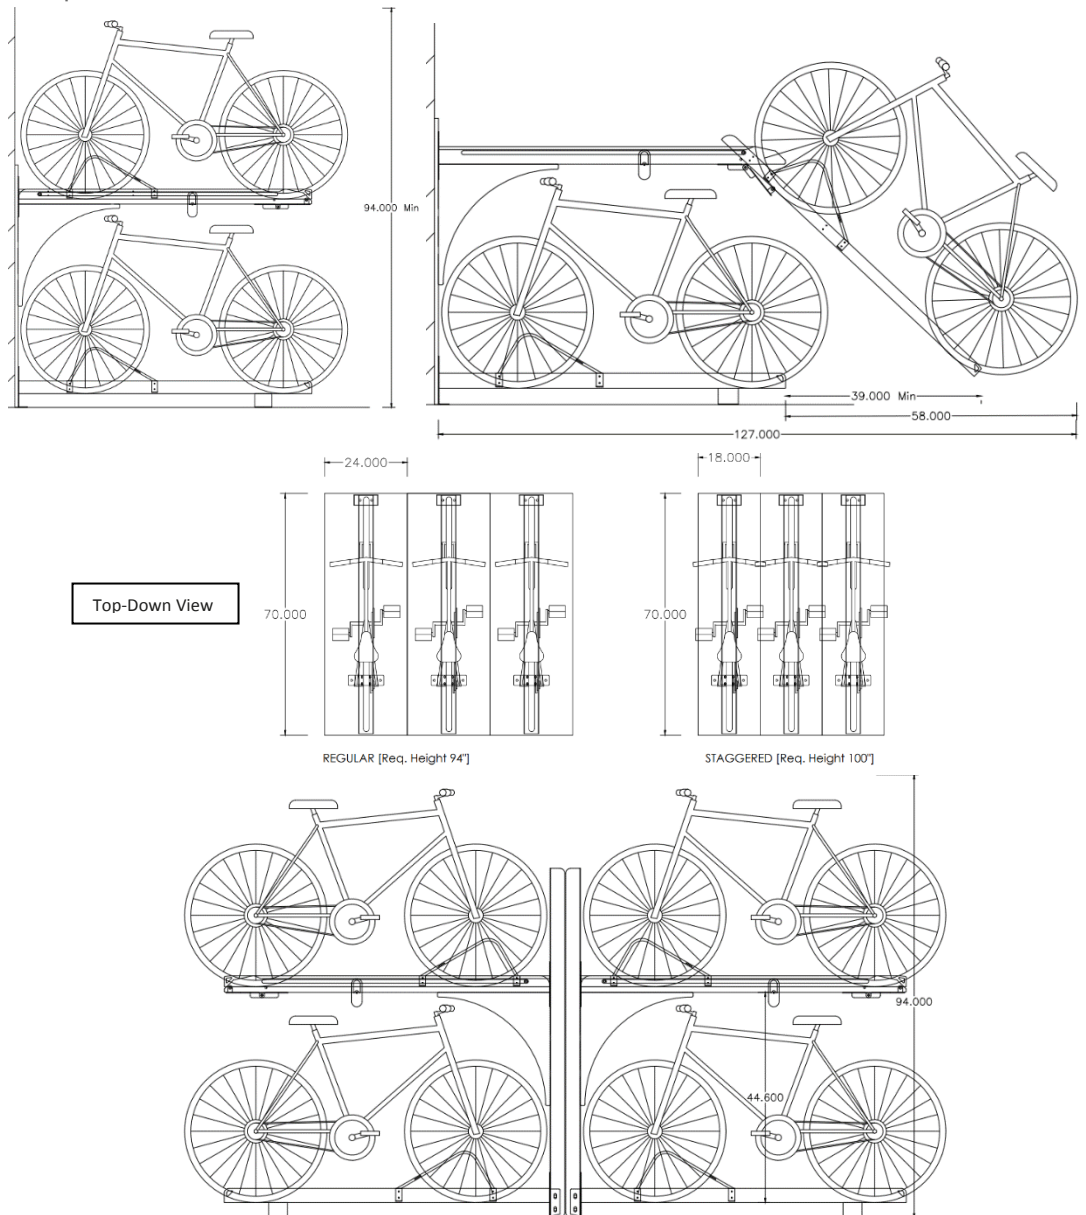 94.000 Min
39.000 Min
58.000
127.000
24.000
18.000
70.000
70.000
Top-Down View
REGULAR [Req. Height 94"]
STAGGERED [Req. Height 100"]
94.000
44.600